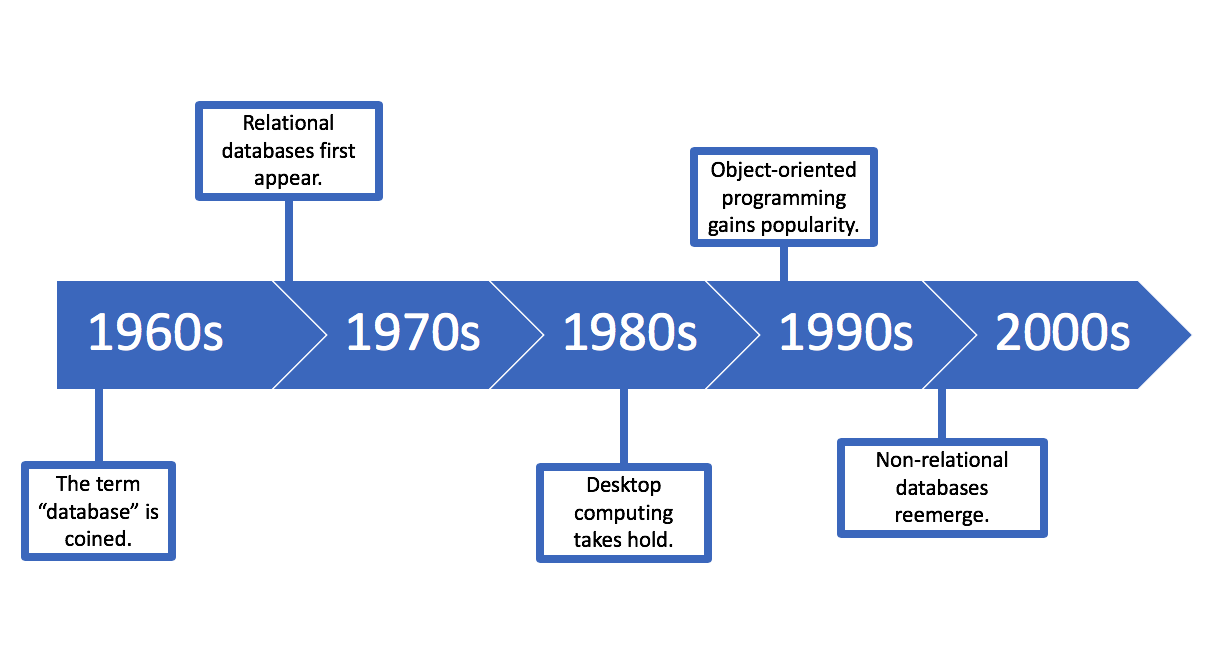 Relational
databases first
appear.
Object-oriented
programming
gains popularity.
1960s
1970s
1980s
1990s
2000s
The term
“database” is
coined.
Desktop
computing
takes hold.
Non-relational
databases
reemerge.